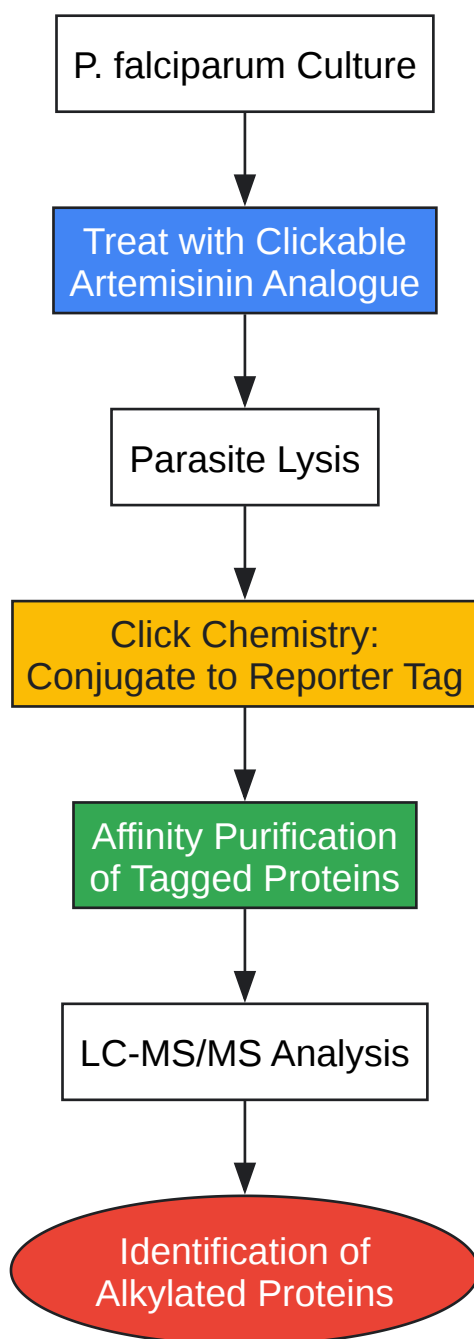 P. falciparum Culture
Treat with Clickable
Artemisinin Analogue
Parasite Lysis
Click Chemistry:
Conjugate to Reporter Tag
Affinity Purification
of Tagged Proteins
LC-MS/MS Analysis
Identification of
Alkylated Proteins